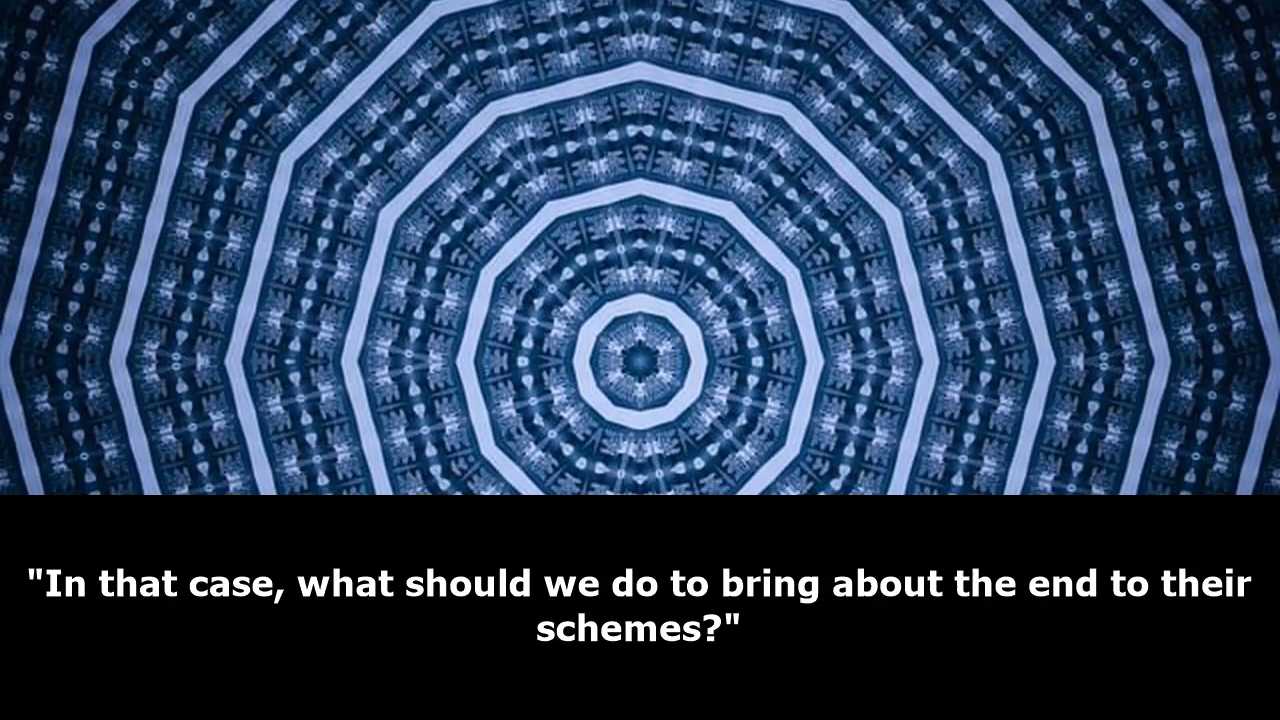 "In that case, what should we do to bring about the end to their
schemes?"